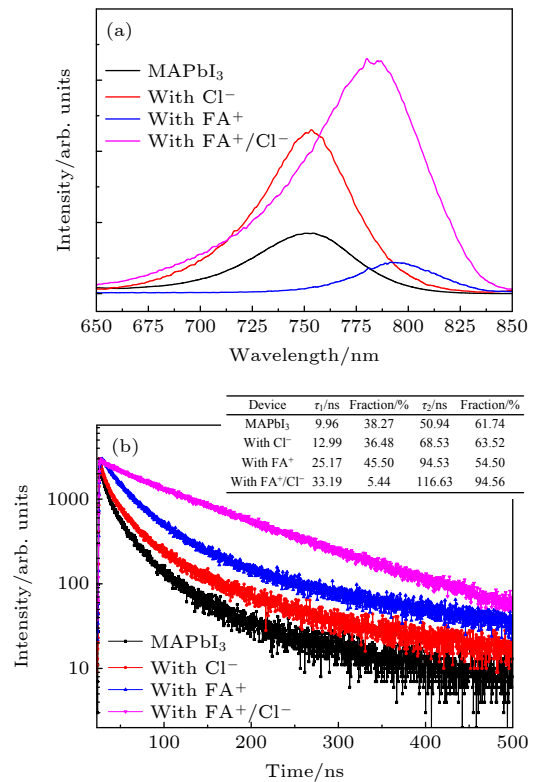 (a)
MAPbI₃
With Cl⁻
With FA⁺
With FA⁺/Cl⁻
Intensity/arb. units
650 675 700 725 750 775 800 825 850
Wavelength/nm
Device τ₁/ns Fraction/% τ₂/ns Fraction/%
MAPbI₃ 9.96 38.27 50.94 61.74
With Cl⁻ 12.99 36.48 68.53 63.52
With FA⁺ 25.17 45.50 94.53 54.50
With FA⁺/Cl⁻ 33.19 5.44 116.63 94.56
(b)
1000
100
10
Intensity/arb. units
MAPbI₃
With Cl⁻
With FA⁺
With FA⁺/Cl⁻
100 200 300 400 500
Time/ns